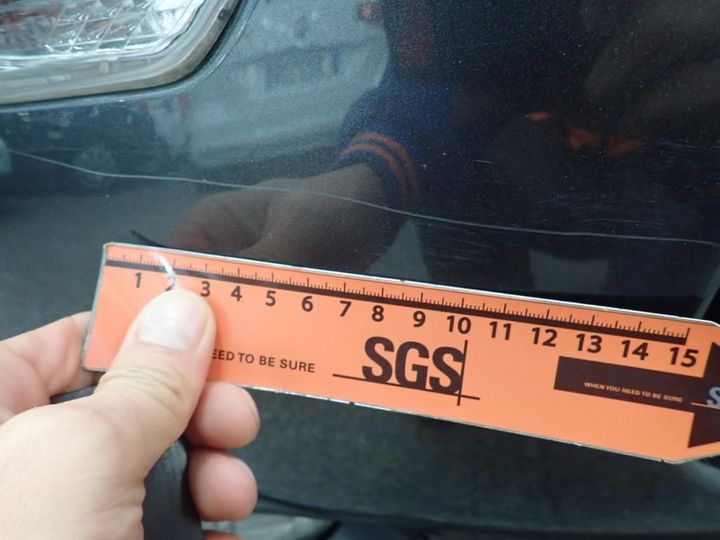 1 2 3 4 5 6 7 8 9 10 11 12 13 14 15
EED TO BE SURE
SGS
WHEN YOU NEED TO BE SURE
S